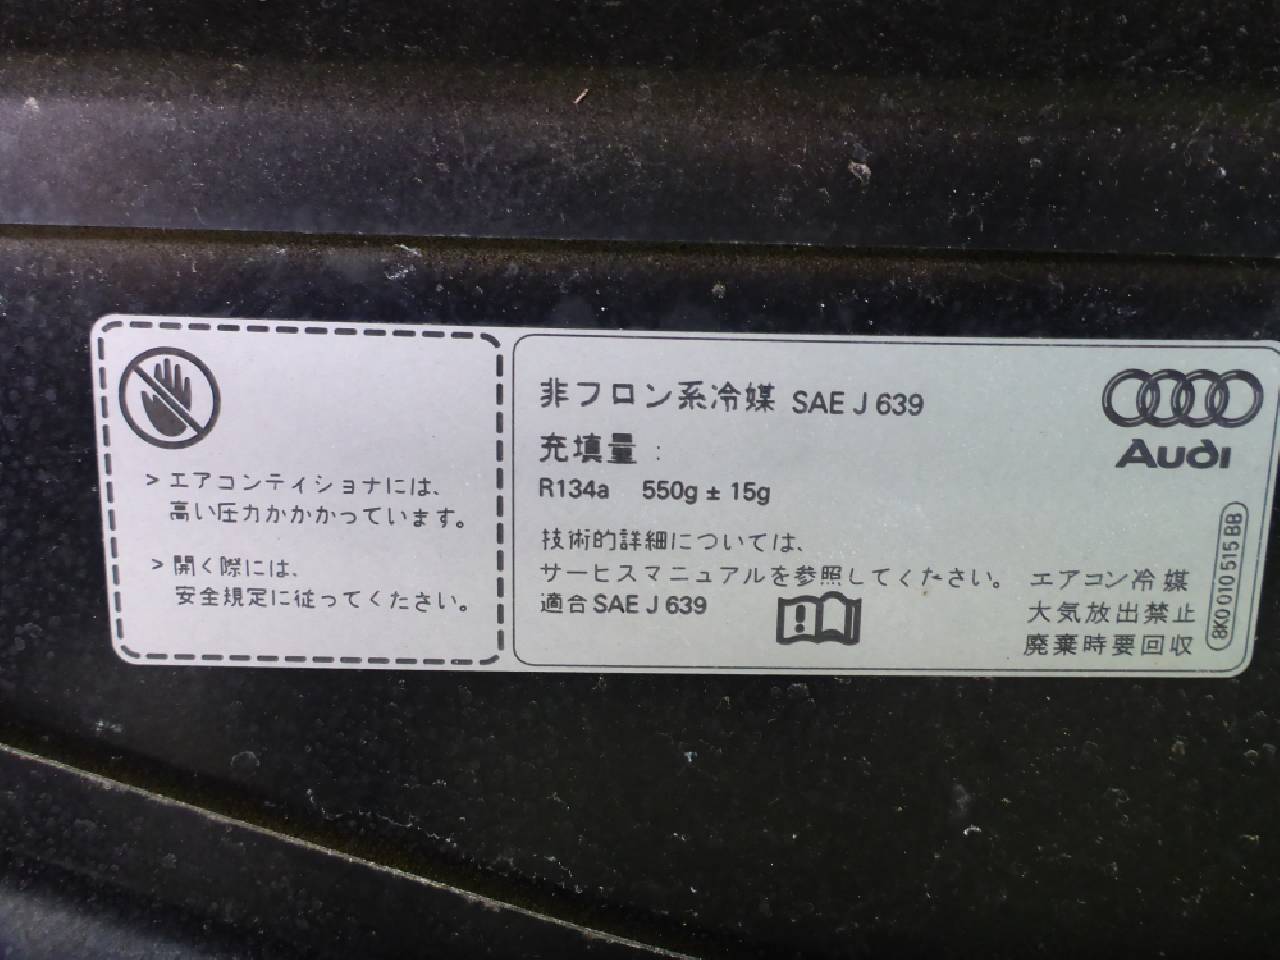 > エアコンディショナには、
高い圧力がかかっています。
> 開く際には、
安全規定に従ってください。
非フロン系冷媒 SAE J 639
充填量 :
R134a 550g ± 15g
技術的詳細については、
サービスマニュアルを参照してください。
適合 SAE J 639
Audi
エアコン冷媒
大気放出禁止
廃棄時要回収
8K0 010 515 BB